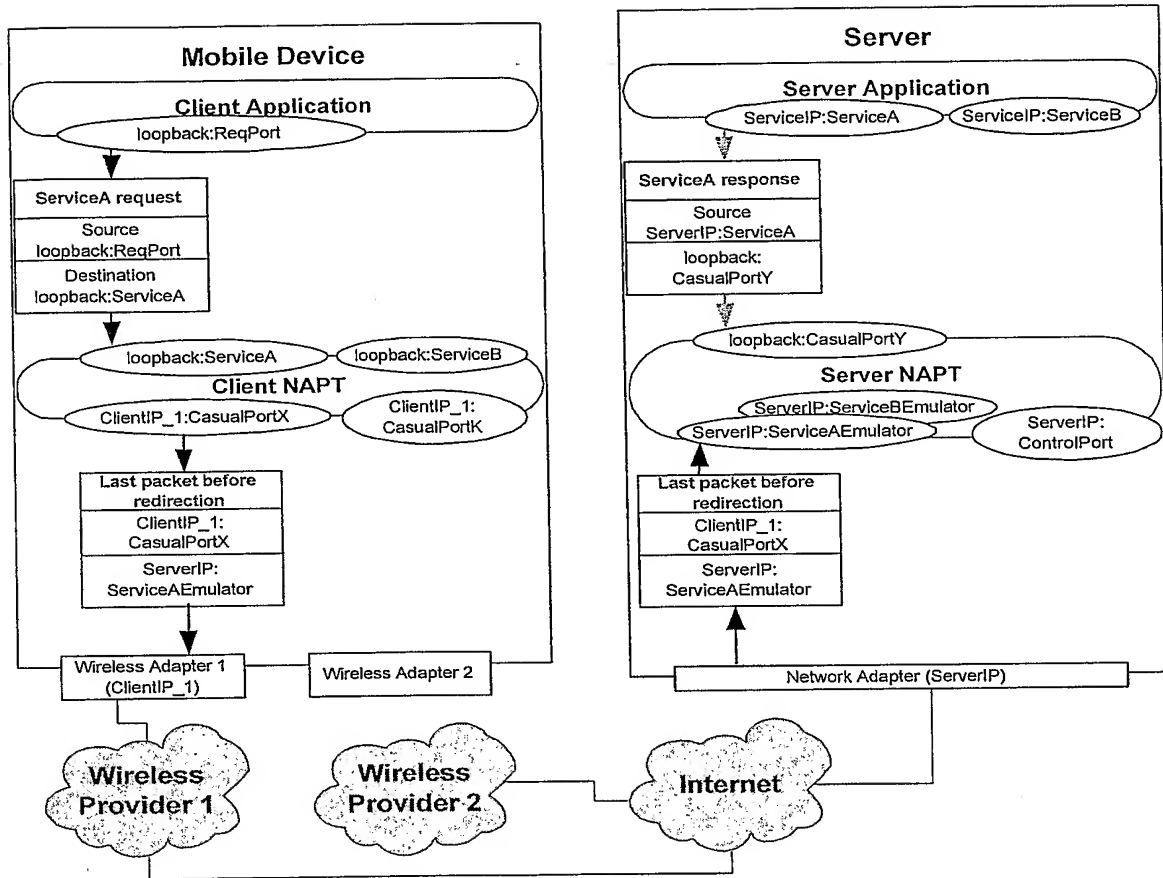 Mobile Device
Client Application
loopback:ReqPort
ServiceA request
Source
loopback:ReqPort
Destination
loopback:ServiceA
loopback:ServiceA
loopback:ServiceB
Client NAPT
ClientIP_1:CasualPortX
ClientIP_1:
CasualPortK
Last packet before
redirection
ClientIP_1:
CasualPortX
ServerIP:
ServiceAEmulator
Wireless Adapter 1
(ClientIP_1)
Wireless Adapter 2
Wireless
Provider 1
Wireless
Provider 2
Internet
Server
Server Application
ServiceIP:ServiceA
ServiceIP:ServiceB
ServiceA response
Source
ServerIP:ServiceA
loopback:
CasualPortY
loopback:CasualPortY
Server NAPT
ServerIP:ServiceBEmulator
ServerIP:ServiceAEmulator
ServerIP:
ControlPort
Last packet before
redirection
ClientIP_1:
CasualPortX
ServerIP:
ServiceAEmulator
Network Adapter (ServerIP)